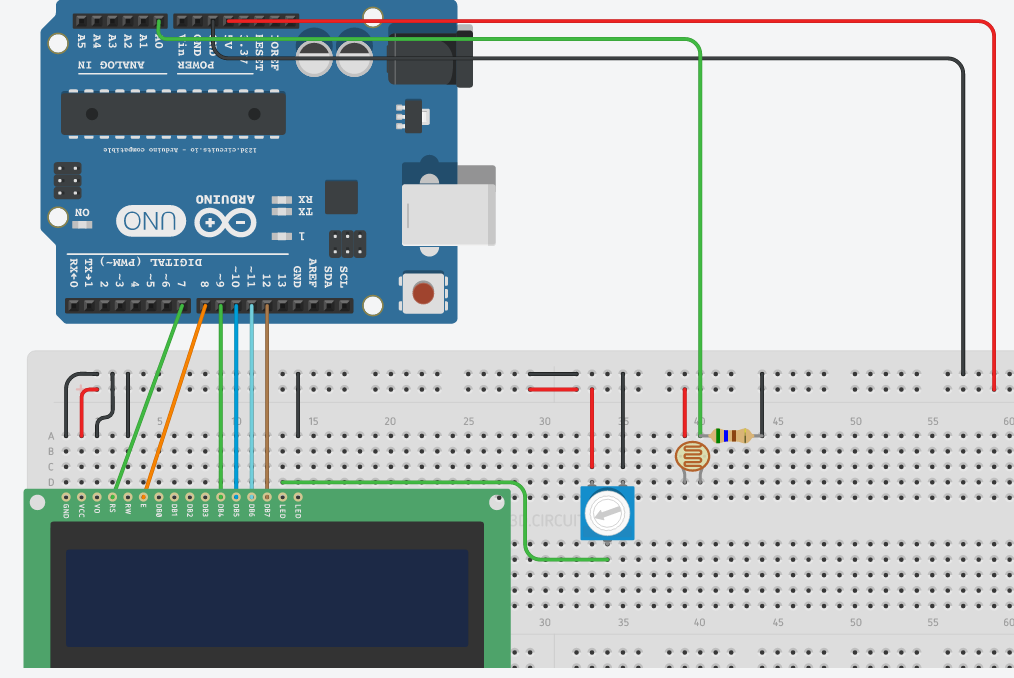 A5 A4 A3 A2 A1 A0 Vin GND 5V 3.3V RESET IOREF
ANALOG IN POWER
123d.circuits.io - Arduino compatible
ON ARDUINO RX
UNO TX
1
DIGITAL (PWM~)
RX←0 TX→1 2 ~3 4 ~5 ~6 7 8 ~9 ~10 ~11 12 13 GND AREF SDA SCL
5 10 15 20 25 30 35 40 45 50 55 60
A
B
C
D
GND VCC VO RS RW E DB0 DB1 DB2 DB3 DB4 DB5 DB6 DB7 LED LED
3D.CIRCUI
30 35 40 45 50 55 60